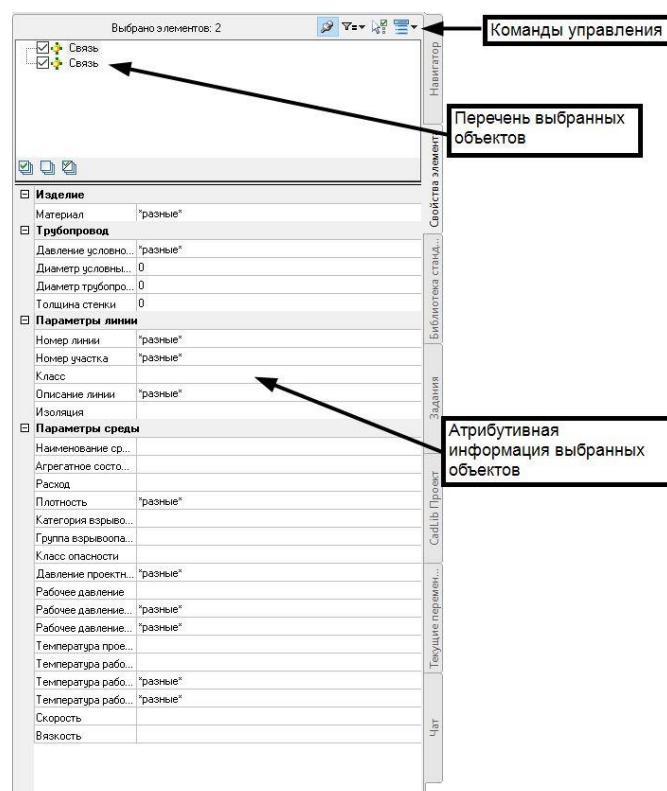 Выбрано элементов: 2
Команды управления
Связь
Связь
Перечень выбранных
объектов
Изделие
Материал *разные*
Трубопровод
Давление условно... *разные*
Диаметр условны... 0
Диаметр трубопро... 0
Толщина стенки 0
Параметры линии
Номер линии *разные*
Номер участка *разные*
Класс
Описание линии *разные*
Изоляция
Параметры среды
Наименование ср...
Агрегатное состо...
Расход
Плотность *разные*
Категория взрыво...
Группа взрывоопа...
Класс опасности
Давление проектн... *разные*
Рабочее давление
Рабочее давление... *разные*
Рабочее давление... *разные*
Температура прое...
Температура рабо...
Температура рабо... *разные*
Температура рабо... *разные*
Скорость
Вязкость
Атрибутивная
информация выбранных
объектов
Навигатор
Свойства элемент
Библиотека станд...
Задания
CadLib Проект
Текущие перемен...
Чат